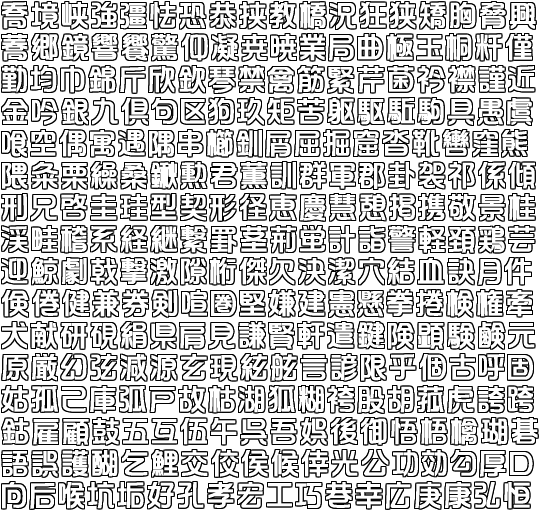 喬境峡強彊怯恐恭挟教橋況狂狭矯胸脅興
蕎郷鏡響饗驚仰凝尭暁業局曲極玉桐粁僅
勤均巾錦斤欣欽琴禁禽筋緊芹菌衿襟謹近
金吟銀九倶句区狗玖矩苦躯駆駈駒具愚虞
喰空偶寓遇隅串櫛釧屑屈掘窟沓靴轡窪熊
隈粂栗繰桑鍬勲君薫訓群軍郡卦袈祁係傾
刑兄啓圭珪型契形径恵慶慧憩掲携敬景桂
渓畦稽系経継繋罫茎荊蛍計詣警軽頚鶏芸
迎鯨劇戟撃激隙桁傑欠決潔穴結血訣月件
倹倦健兼券剣喧圏堅嫌建憲懸拳捲検権牽
犬献研硯絹県肩見謙賢軒遣鍵険顕験鹸元
原厳幻弦減源玄現絃舷言諺限乎個古呼固
姑孤己庫弧戸故枯湖狐糊袴股胡菰虎誇跨
鈷雇顧鼓五互伍午呉吾娯後御悟梧檎瑚碁
語誤護醐乞鯉交佼侯候倖光公功効勾厚口
向后喉坑垢好孔孝宏工巧巷幸広庚康弘恒